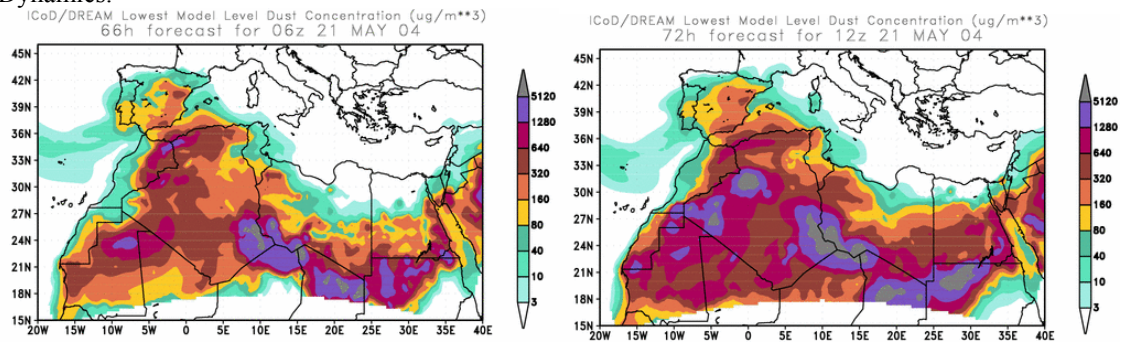 Dynamics.
ICoD/DREAM Lowest Model Level Dust Concentration (ug/m**3)
66h forecast for 06z 21 MAY 04
45N
42N
39N
36N
33N
30N
27N
24N
21N
18N
15N
20W 15W 10W 5W 0 5E 10E 15E 20E 25E 30E 35E 40E
5120
1280
640
320
160
80
40
10
3
ICoD/DREAM Lowest Model Level Dust Concentration (ug/m**3)
72h forecast for 12z 21 MAY 04
45N
42N
39N
36N
33N
30N
27N
24N
21N
18N
15N
20W 15W 10W 5W 0 5E 10E 15E 20E 25E 30E 35E 40E
5120
1280
640
320
160
80
40
10
3